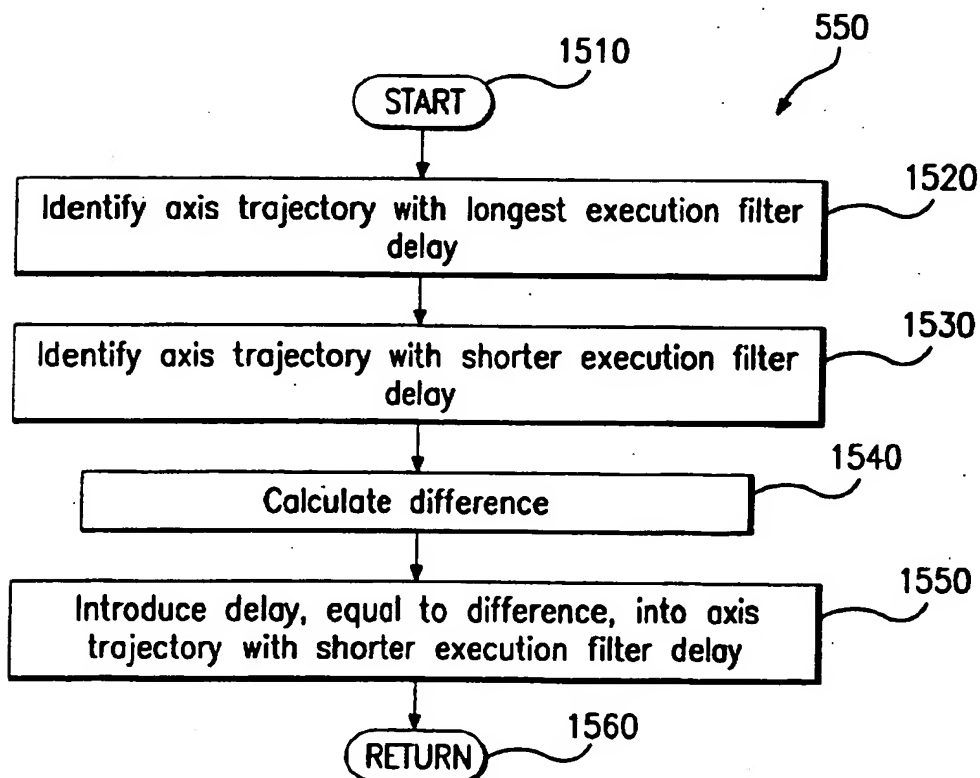 550
1510
START
1520
Identify axis trajectory with longest execution filter
delay
1530
Identify axis trajectory with shorter execution filter
delay
1540
Calculate difference
1550
Introduce delay, equal to difference, into axis
trajectory with shorter execution filter delay
1560
RETURN